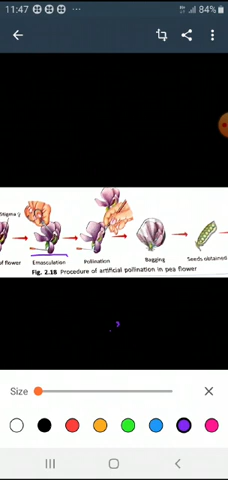 11:47 84%
Stigma
of flower Emasculation Pollination Bagging Seeds obtained
Fig. 2.18 Procedure of artificial pollination in pea flower
Size